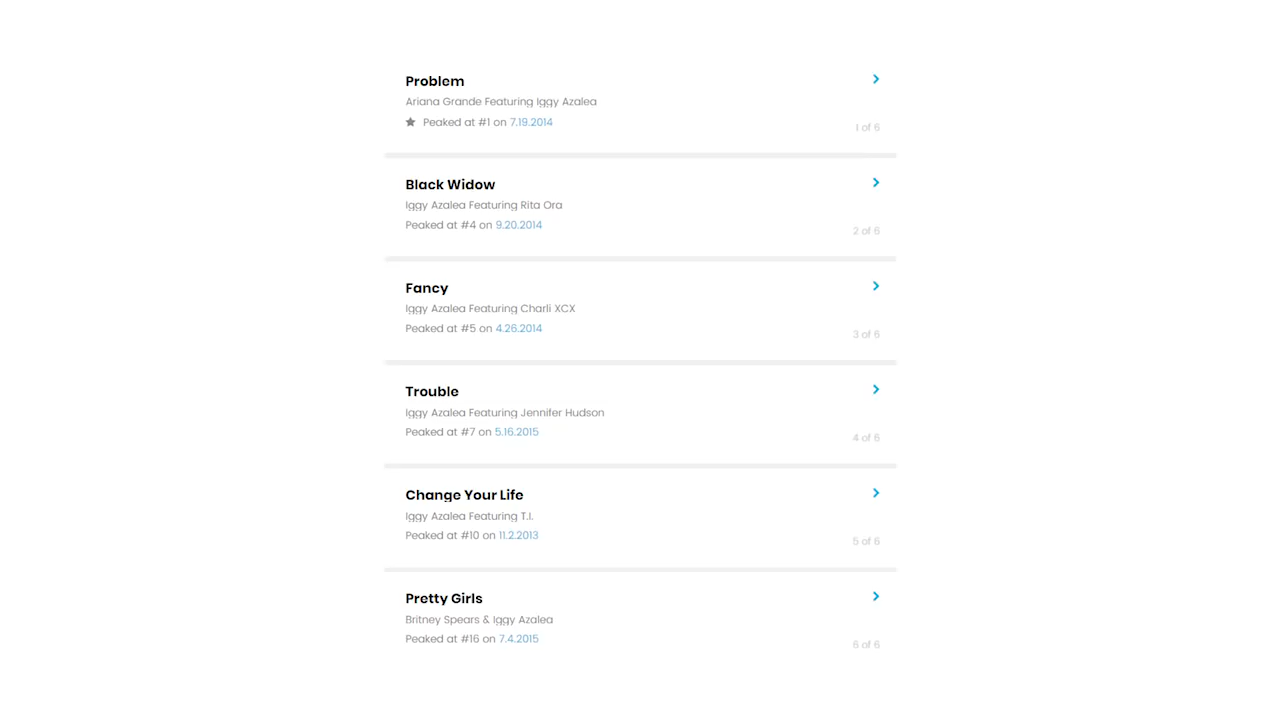 Problem
Ariana Grande Featuring Iggy Azalea
Peaked at #1 on 7.19.2014
1 of 6
Black Widow
Iggy Azalea Featuring Rita Ora
Peaked at #4 on 9.20.2014
2 of 6
Fancy
Iggy Azalea Featuring Charli XCX
Peaked at #5 on 4.26.2014
3 of 6
Trouble
Iggy Azalea Featuring Jennifer Hudson
Peaked at #7 on 5.16.2015
4 of 6
Change Your Life
Iggy Azalea Featuring T.I.
Peaked at #10 on 11.2.2013
5 of 6
Pretty Girls
Britney Spears & Iggy Azalea
Peaked at #16 on 7.4.2015
6 of 6